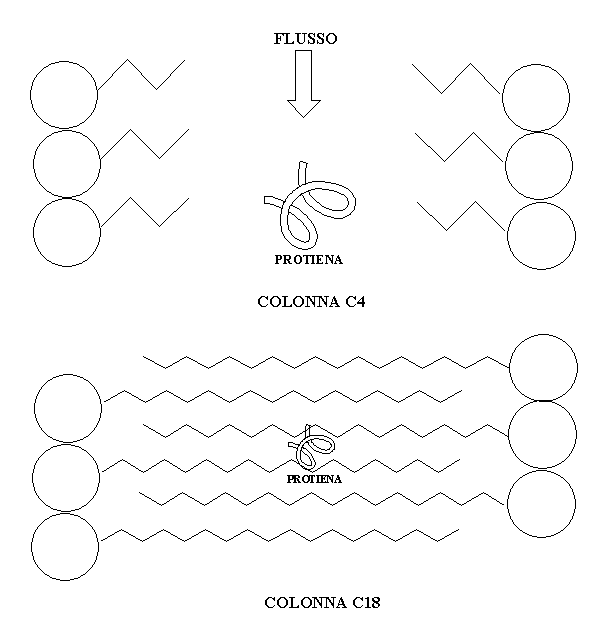 FLUSSO
PROTIENA
COLONNA C4
PROTIENA
COLONNA C18